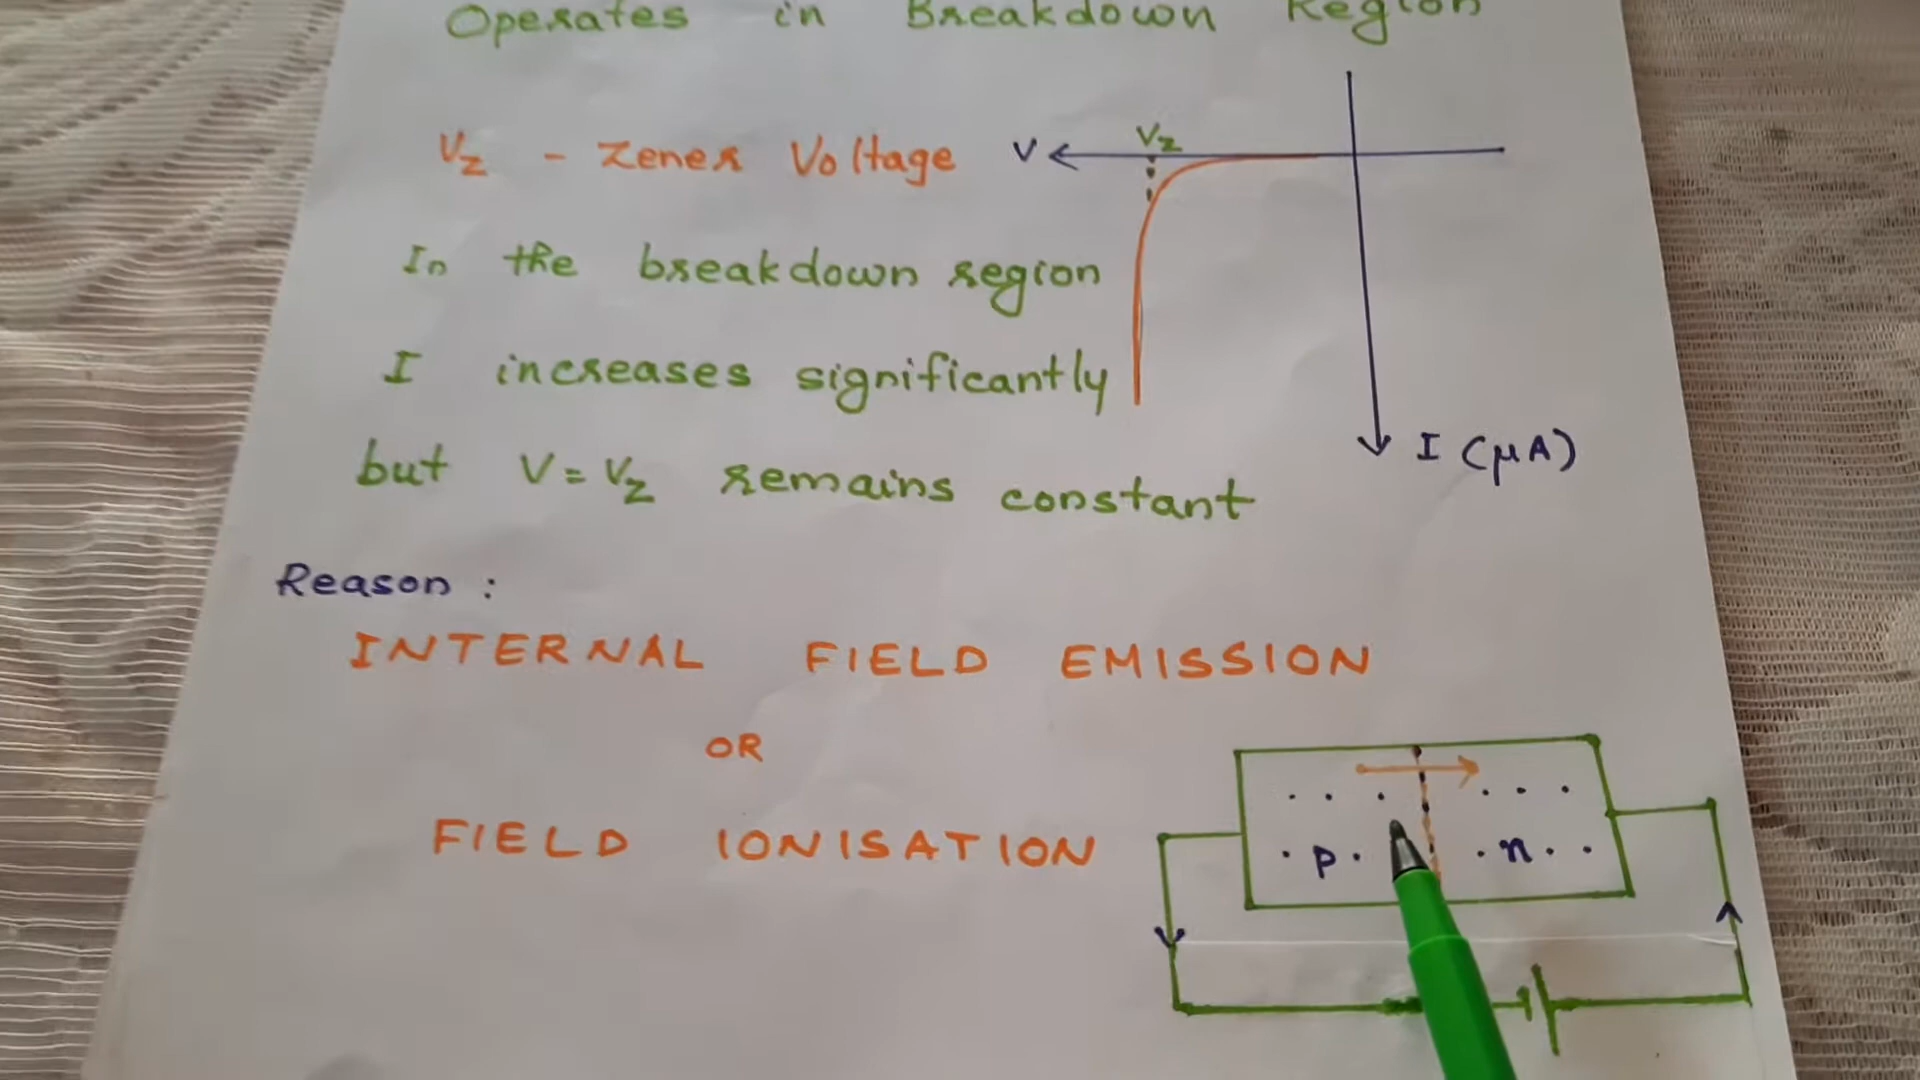 Operates in Breakdown Region
Vz - Zener Voltage
V
Vz
In the breakdown region
I increases significantly
I (μA)
but V = Vz remains constant
Reason :
INTERNAL FIELD EMISSION
OR
FIELD IONISATION
p
n